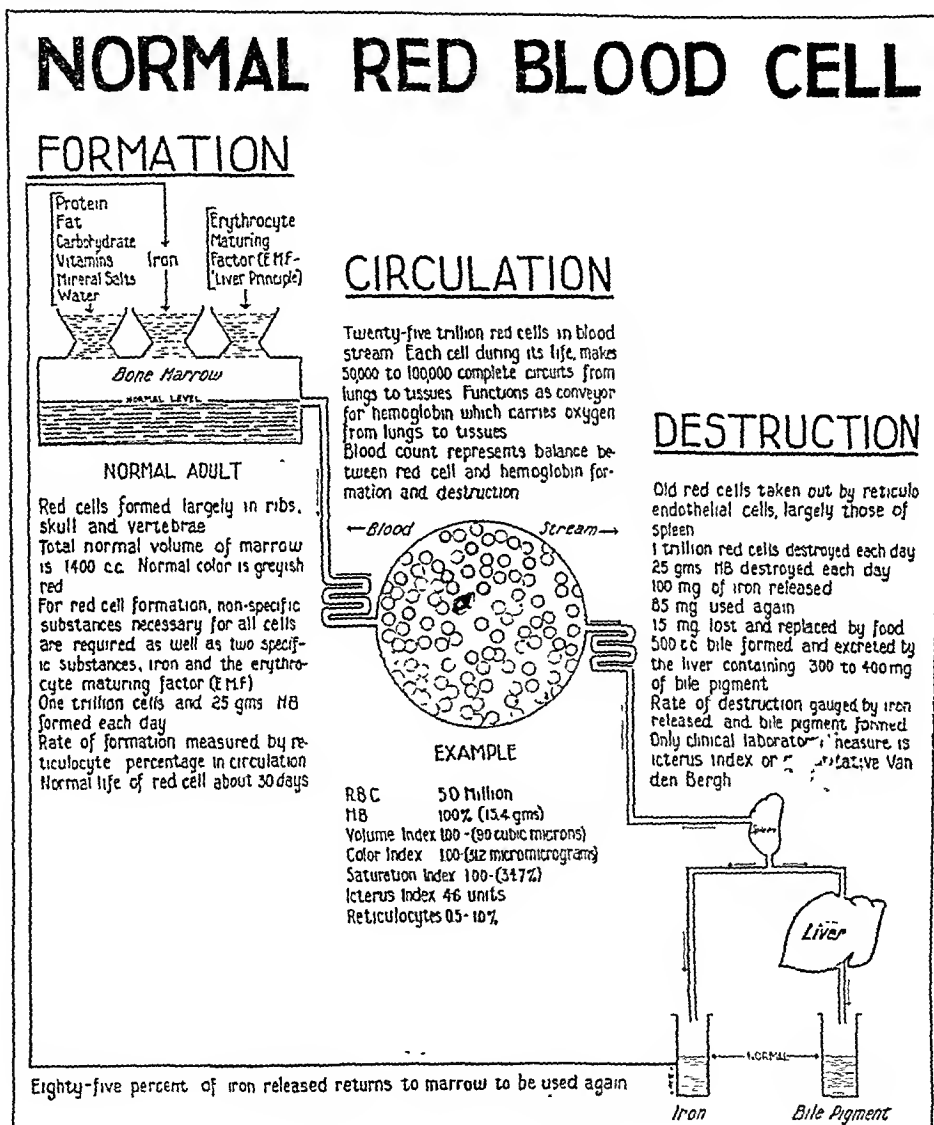 NORMAL RED BLOOD CELL
FORMATION
Protein
Fat
Carbohydrate
Vitamins
Mineral Salts
Water
Iron
Erythrocyte
Maturing
Factor (E M.F-
'Liver Principle)
Bone Marrow
NORMAL LEVEL
NORMAL ADULT
Red cells formed largely in ribs,
skull and vertebrae
Total normal volume of marrow
is 1400 c.c. Normal color is greyish
red
For red cell formation, non-specific
substances necessary for all cells
are required as well as two specif-
ic substances, iron and the erythro-
cyte maturing factor (E M.F)
One trillion cells and 25 gms HB
formed each day
Rate of formation measured by re-
ticulocyte percentage in circulation
Normal life of red cell about 30 days
CIRCULATION
Twenty-five trillion red cells in blood
stream Each cell during its life, makes
50,000 to 100,000 complete circuits from
lungs to tissues Functions as conveyor
for hemoglobin which carries oxygen
from lungs to tissues
Blood count represents balance be-
tween red cell and hemoglobin for-
mation and destruction
←Blood Stream→
EXAMPLE
R.B C 5.0 Million
HB 100% (15.4 gms)
Volume Index 1.00 - (90 cubic microns)
Color Index 1.00 - (31.2 micromicrograms)
Saturation Index 1.00 - (34.7%)
Icterus Index 4-6 units
Reticulocytes 0.5 - 1.0%
DESTRUCTION
Old red cells taken out by reticulo
endothelial cells, largely those of
spleen
1 trillion red cells destroyed each day
25 gms HB destroyed each day
100 mg of iron released
85 mg used again
15 mg lost and replaced by food
500 cc bile formed and excreted by
the liver containing 300 to 400 mg
of bile pigment
Rate of destruction gauged by iron
released and bile pigment formed
Only clinical laboratory measure is
Icterus Index or Van
den Bergh
Spleen
Liver
NORMAL
Iron
Bile Pigment
Eighty-five percent of iron released returns to marrow to be used again